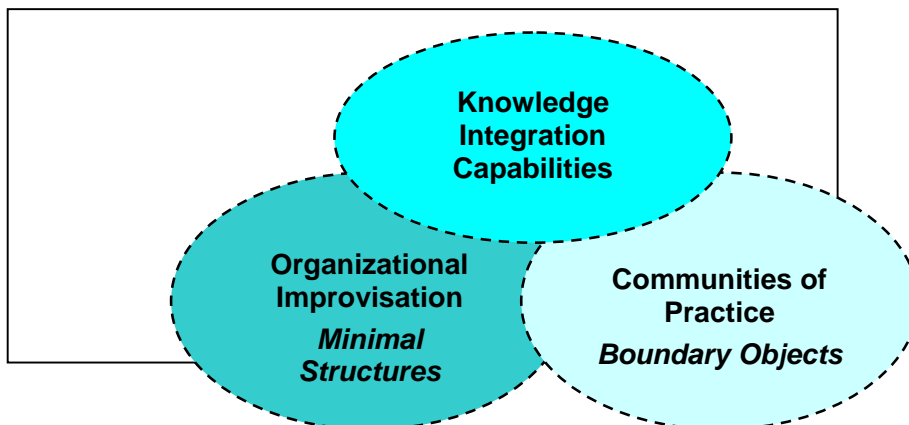 Knowledge
Integration
Capabilities
Organizational
Improvisation
Minimal
Structures
Communities of
Practice
Boundary Objects